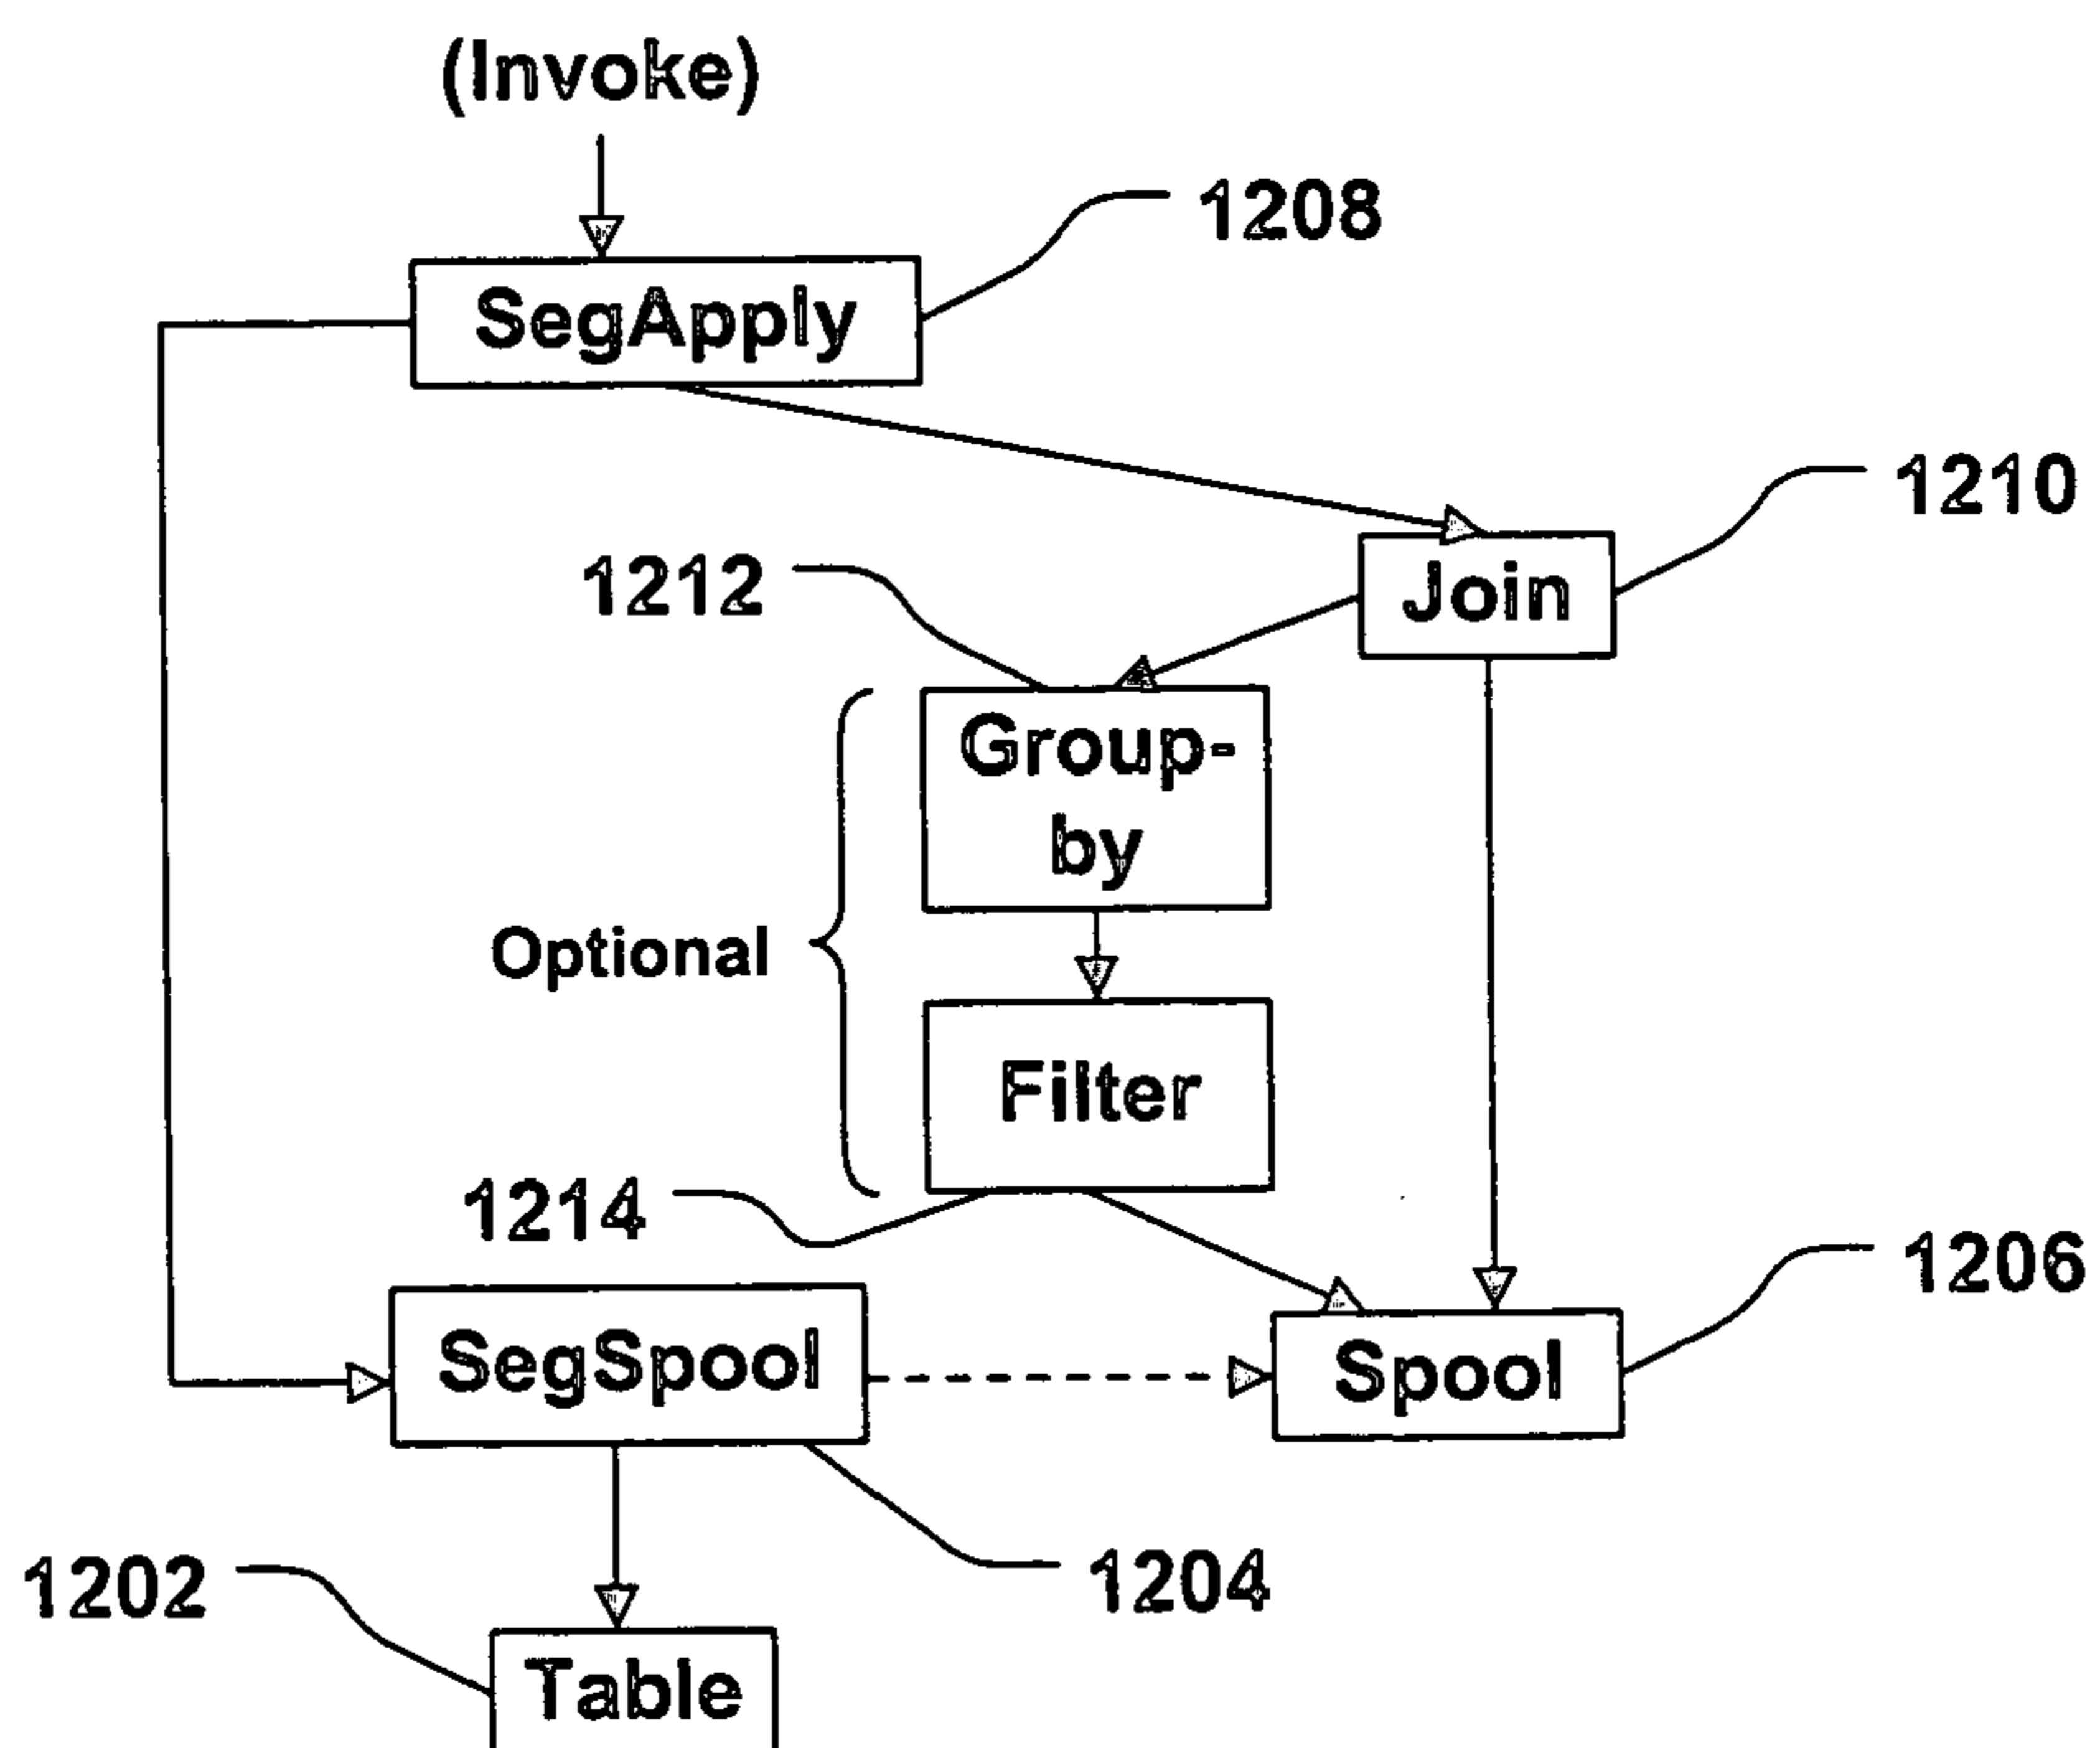 (Invoke)
1208
SegApply
1210
1212
Join
Group-
by
Optional
Filter
1214
1206
SegSpool
Spool
1202
1204
Table